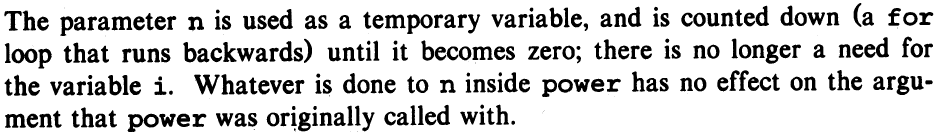 The parameter n is used as a temporary variable, and is counted down (a for
loop that runs backwards) until it becomes zero; there is no longer a need for
the variable i. Whatever is done to n inside power has no effect on the argu-
ment that power was originally called with.